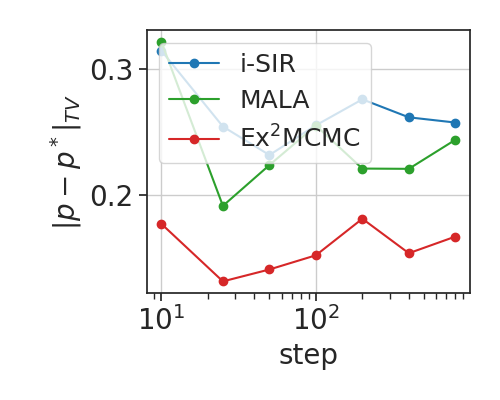 i-SIR
MALA
Ex²MCMC
0.3
0.2
|p − p*|_TV
10¹ 10²
step